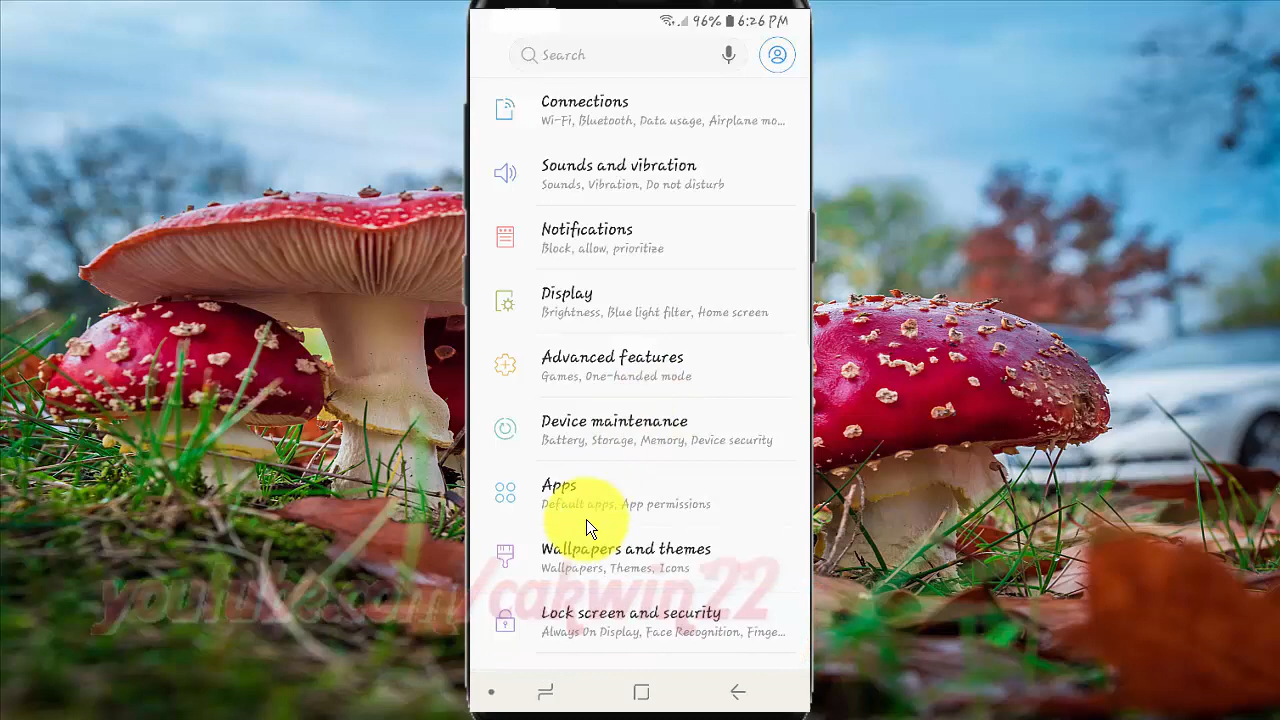 96% 6:26 PM
Search
Connections
Wi-Fi, Bluetooth, Data usage, Airplane mo...
Sounds and vibration
Sounds, Vibration, Do not disturb
Notifications
Block, allow, prioritize
Display
Brightness, Blue light filter, Home screen
Advanced features
Games, One-handed mode
Device maintenance
Battery, Storage, Memory, Device security
Apps
Default apps, App permissions
Wallpapers and themes
Wallpapers, Themes, Icons
youtube.com/cakwin22
Lock screen and security
Always On Display, Face Recognition, Finge...